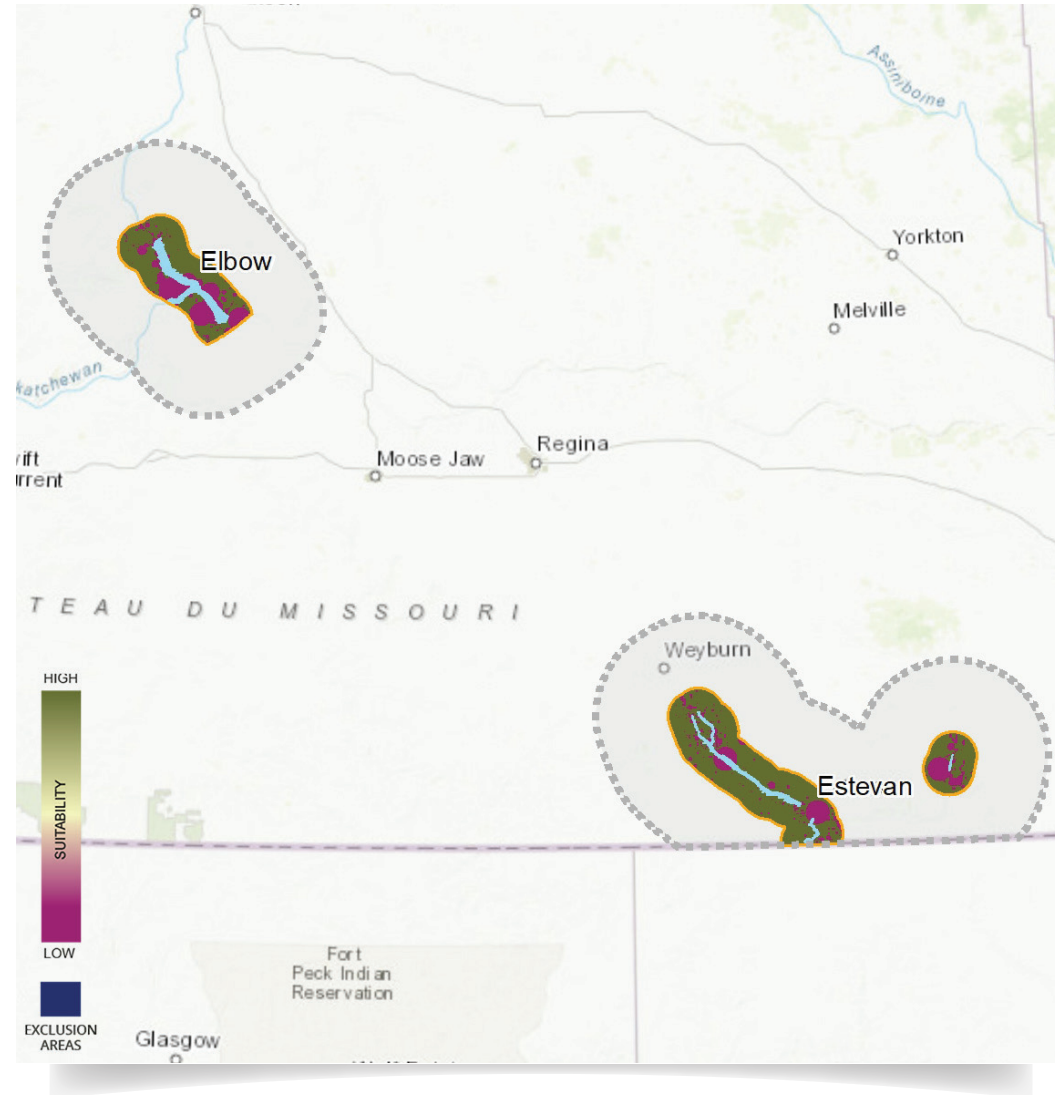 Assiniboine
Yorkton
Elbow
Melville
katchewan
Regina
Moose Jaw
ift
rrent
TEAU DU MISSOURI
Weyburn
HIGH
SUITABILITY
LOW
Estevan
Fort
Peck Indian
Reservation
EXCLUSION
AREAS
Glasgow